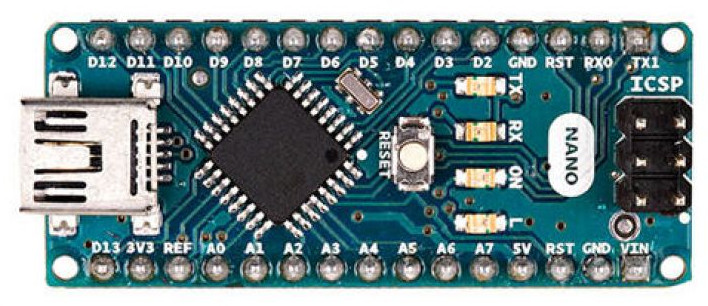 D12 D11 D10 D9 D8 D7 D6 D5 D4 D3 D2 GND RST RX0 TX1
ICSP
TX
RX
RESET
NANO
ON
L
D13 3V3 REF A0 A1 A2 A3 A4 A5 A6 A7 5V RST GND VIN